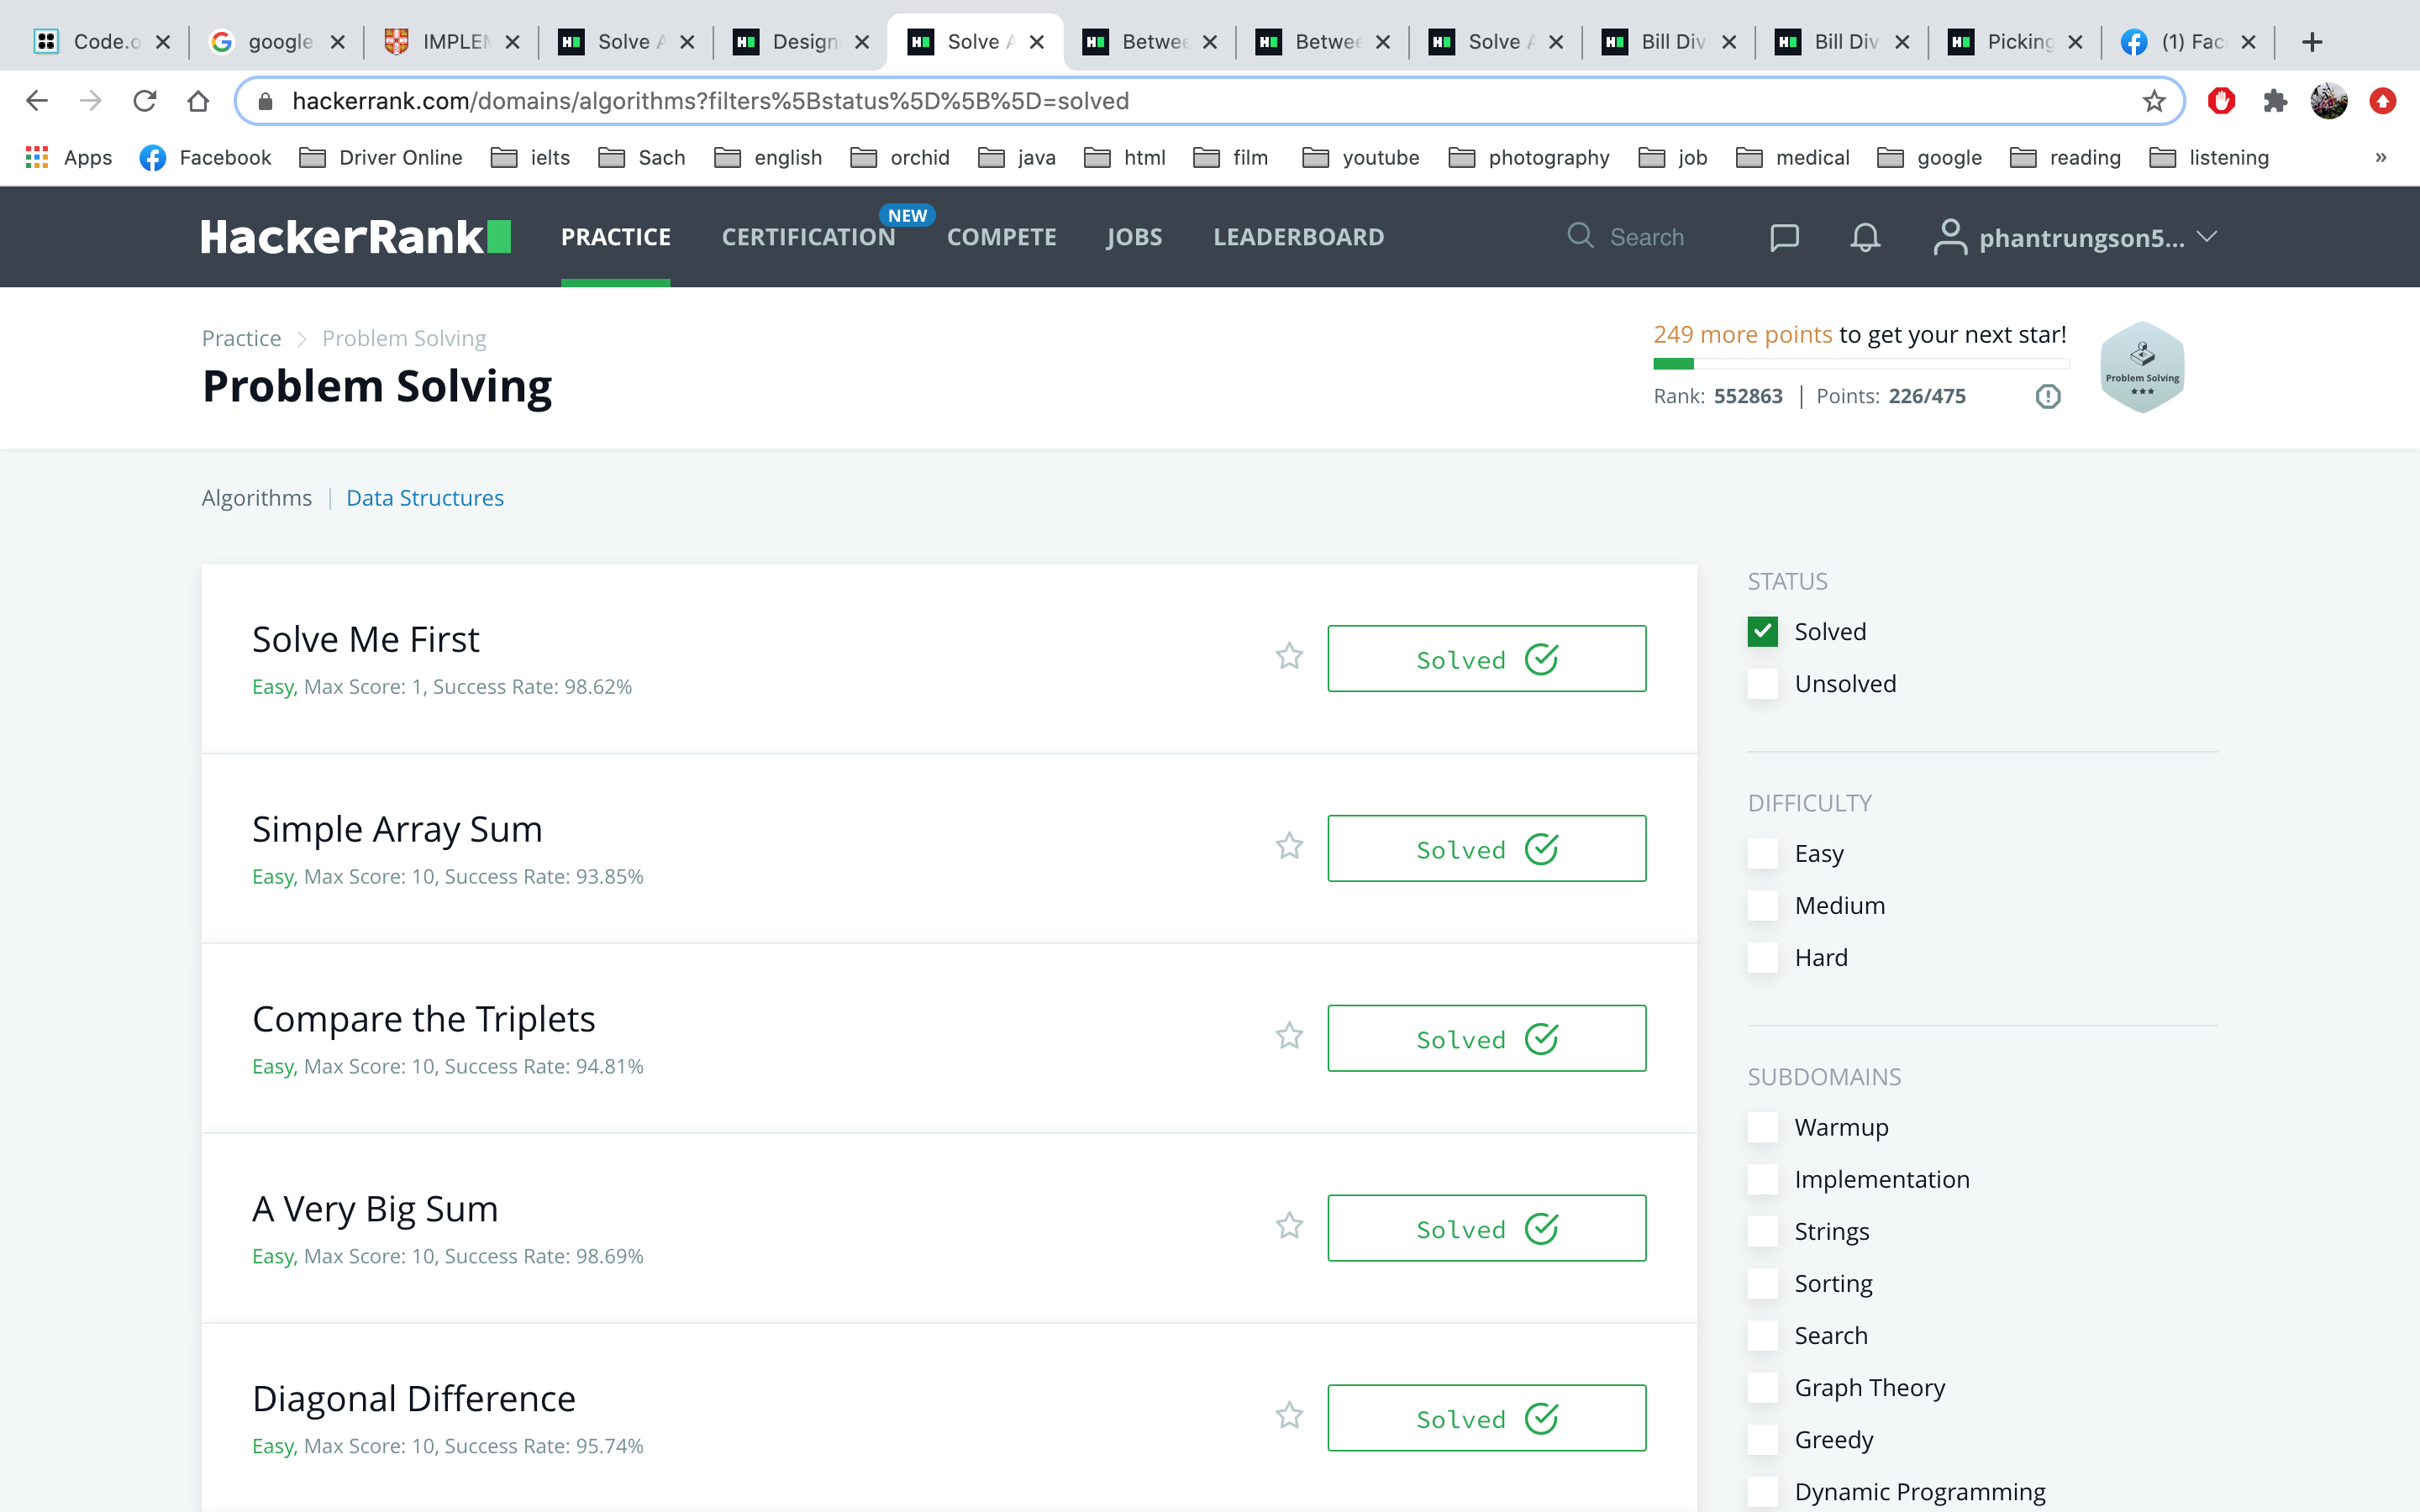 Code.o
google
IMPLEM
Solve A
Design
Solve A
Betwee
Betwee
Solve A
Bill Div
Bill Div
Picking
(1) Fac
hackerrank.com/domains/algorithms?filters%5Bstatus%5D%5B%5D=solved
Apps Facebook Driver Online ielts Sach english orchid java html film youtube photography job medical google reading listening »
HackerRank PRACTICE CERTIFICATION NEW COMPETE JOBS LEADERBOARD Search phantrungson5...
Practice Problem Solving
Problem Solving
249 more points to get your next star!
Rank: 552863 | Points: 226/475
Problem Solving
Algorithms | Data Structures
Solve Me First
Easy, Max Score: 1, Success Rate: 98.62%
Solved
Simple Array Sum
Easy, Max Score: 10, Success Rate: 93.85%
Solved
Compare the Triplets
Easy, Max Score: 10, Success Rate: 94.81%
Solved
A Very Big Sum
Easy, Max Score: 10, Success Rate: 98.69%
Solved
Diagonal Difference
Easy, Max Score: 10, Success Rate: 95.74%
Solved
STATUS
Solved
Unsolved
DIFFICULTY
Easy
Medium
Hard
SUBDOMAINS
Warmup
Implementation
Strings
Sorting
Search
Graph Theory
Greedy
Dynamic Programming